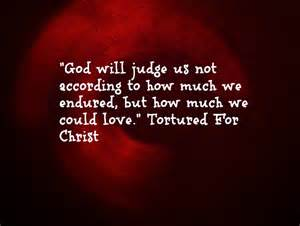 "God will judge us not
according to how much we
endured, but how much we
could love." Tortured For
Christ